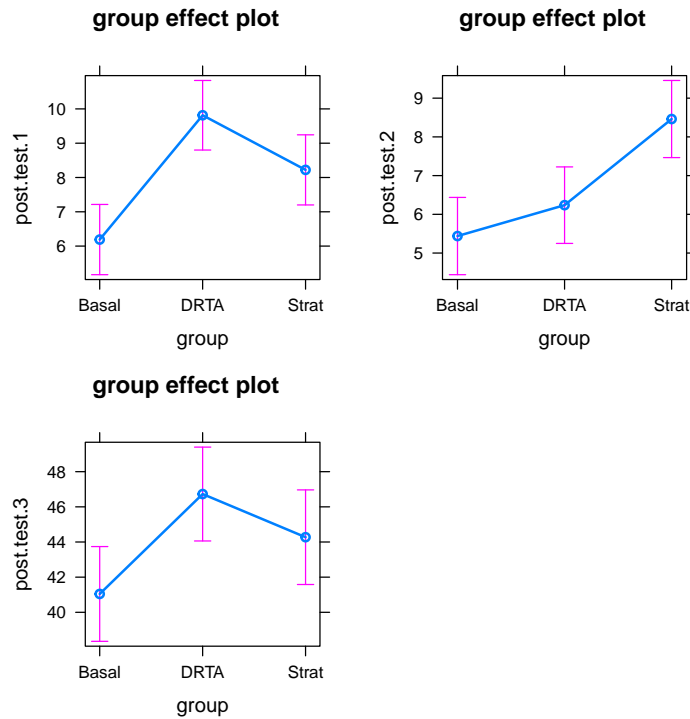 group effect plot
10
9
8
7
6
post.test.1
Basal DRTA Strat
group
group effect plot
9
8
7
6
5
post.test.2
Basal DRTA Strat
group
group effect plot
48
46
44
42
40
post.test.3
Basal DRTA Strat
group